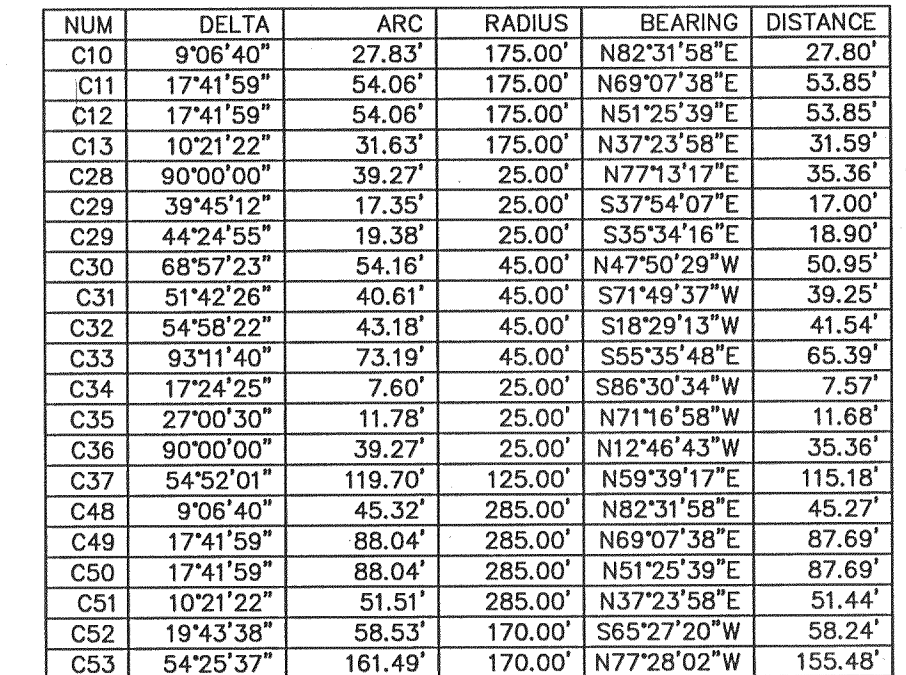 NUM DELTA ARC RADIUS BEARING DISTANCE
C10 9°06'40" 27.83' 175.00' N82°31'58"E 27.80'
C11 17°41'59" 54.06' 175.00' N69°07'38"E 53.85'
C12 17°41'59" 54.06' 175.00' N51°25'39"E 53.85'
C13 10°21'22" 31.63' 175.00' N37°23'58"E 31.59'
C28 90°00'00" 39.27' 25.00' N77°13'17"E 35.36'
C29 39°45'12" 17.35' 25.00' S37°54'07"E 17.00'
C29 44°24'55" 19.38' 25.00' S35°34'16"E 18.90'
C30 68°57'23" 54.16' 45.00' N47°50'29"W 50.95'
C31 51°42'26" 40.61' 45.00' S71°49'37"W 39.25'
C32 54°58'22" 43.18' 45.00' S18°29'13"W 41.54'
C33 93°11'40" 73.19' 45.00' S55°35'48"E 65.39'
C34 17°24'25" 7.60' 25.00' S86°30'34"W 7.57'
C35 27°00'30" 11.78' 25.00' N71°16'58"W 11.68'
C36 90°00'00" 39.27' 25.00' N12°46'43"W 35.36'
C37 54°52'01" 119.70' 125.00' N59°39'17"E 115.18'
C48 9°06'40" 45.32' 285.00' N82°31'58"E 45.27'
C49 17°41'59" 88.04' 285.00' N69°07'38"E 87.69'
C50 17°41'59" 88.04' 285.00' N51°25'39"E 87.69'
C51 10°21'22" 51.51' 285.00' N37°23'58"E 51.44'
C52 19°43'38" 58.53' 170.00' S65°27'20"W 58.24'
C53 54°25'37" 161.49' 170.00' N77°28'02"W 155.48'